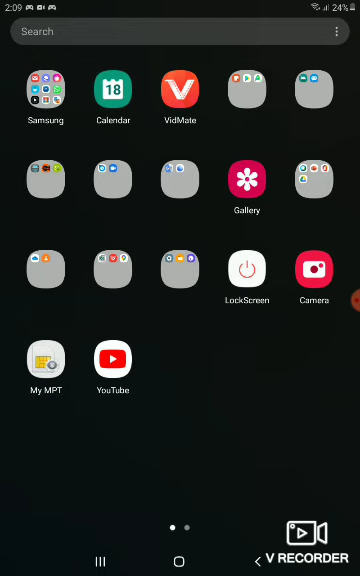 2:09
24%
Search
18
Samsung
Calendar
VidMate
Gallery
LockScreen
Camera
My MPT
YouTube
V RECORDER